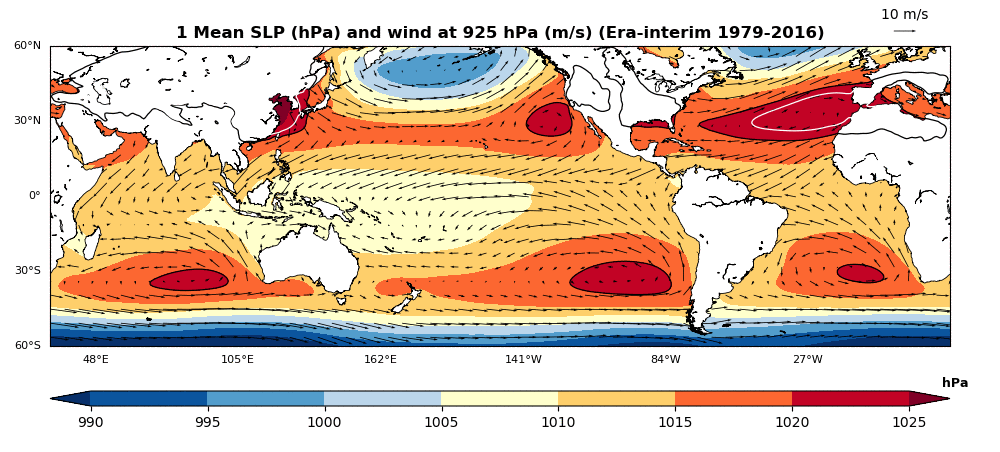 10 m/s
1 Mean SLP (hPa) and wind at 925 hPa (m/s) (Era-interim 1979-2016)
60°N
30°N
0°
30°S
60°S
48°E 105°E 162°E 141°W 84°W 27°W
hPa
990 995 1000 1005 1010 1015 1020 1025